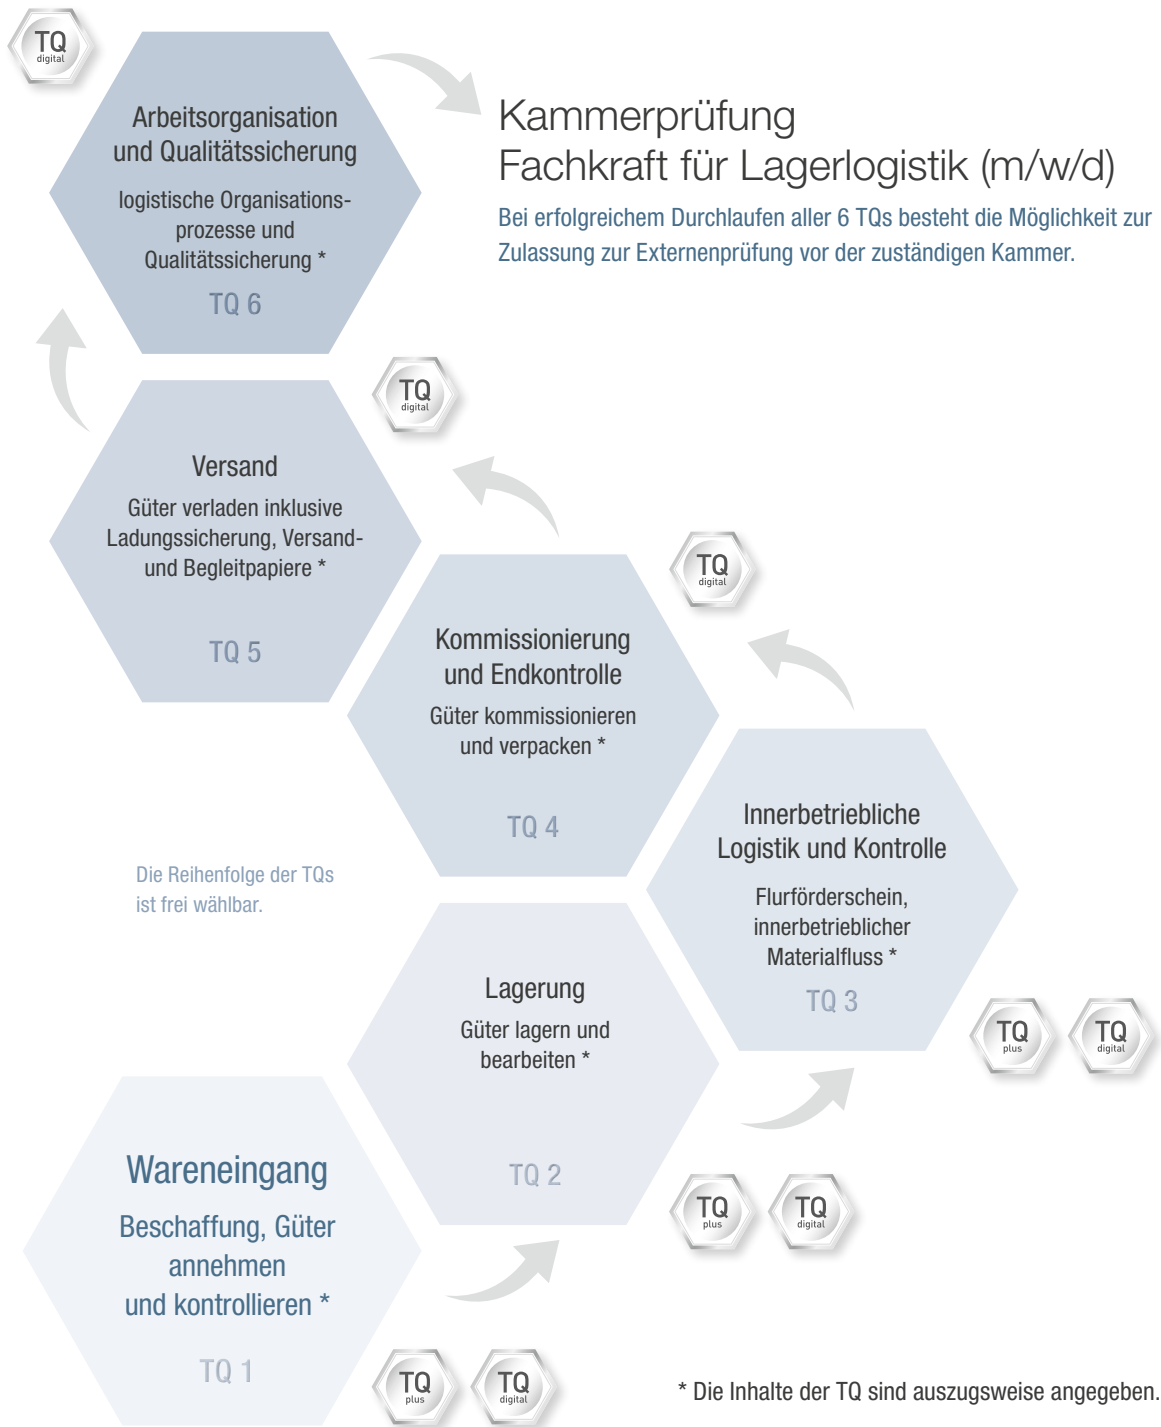 TQ
digital
Arbeitsorganisation
und Qualitätssicherung
logistische Organisations-
prozesse und
Qualitätssicherung *
TQ 6
Kammerprüfung
Fachkraft für Lagerlogistik (m/w/d)
Bei erfolgreichem Durchlaufen aller 6 TQs besteht die Möglichkeit zur
Zulassung zur Externenprüfung vor der zuständigen Kammer.
TQ
digital
Versand
Güter verladen inklusive
Ladungssicherung, Versand-
und Begleitpapiere *
TQ 5
TQ
digital
Kommissionierung
und Endkontrolle
Güter kommissionieren
und verpacken *
TQ 4
Innerbetriebliche
Logistik und Kontrolle
Flurförderschein,
innerbetrieblicher
Materialfluss *
TQ 3
TQ
plus
TQ
digital
Die Reihenfolge der TQs
ist frei wählbar.
Lagerung
Güter lagern und
bearbeiten *
TQ 2
TQ
plus
TQ
digital
Wareneingang
Beschaffung, Güter
annehmen
und kontrollieren *
TQ 1
TQ
plus
TQ
digital
* Die Inhalte der TQ sind auszugsweise angegeben.